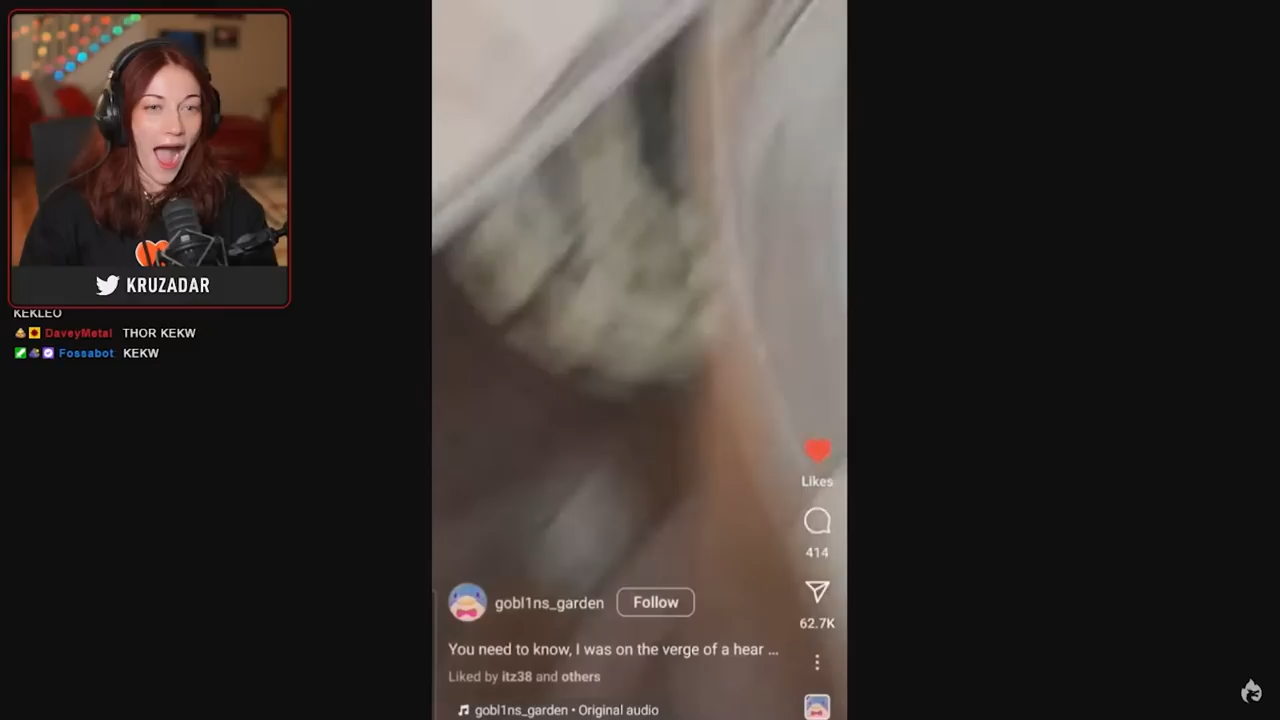 KRUZADAR
KEKLEO
DaveyMetal THOR KEKW
Fossabot: KEKW
Likes
414
62.7K
gobl1ns_garden Follow
You need to know, I was on the verge of a hear ...
Liked by itz38 and others
gobl1ns_garden • Original audio